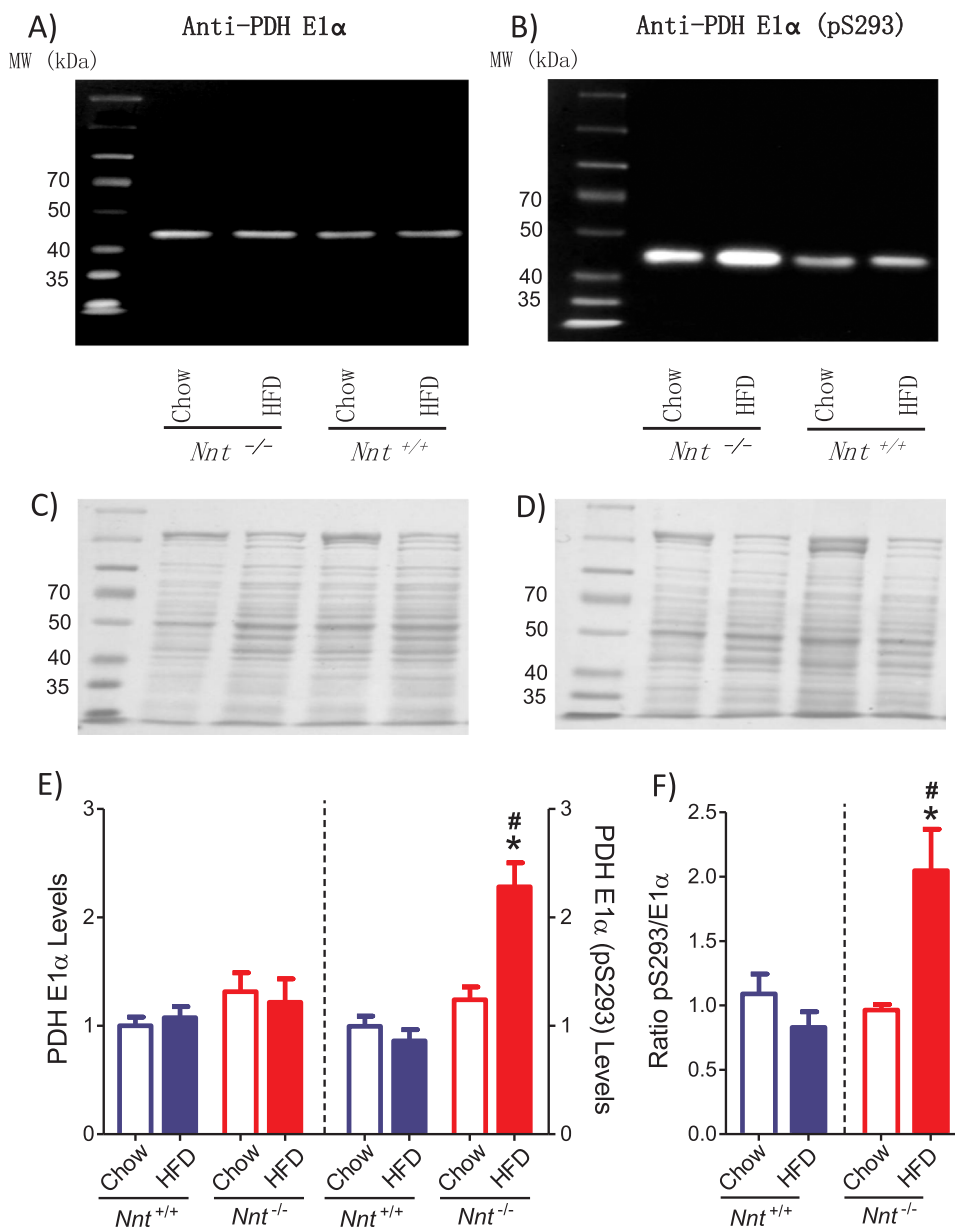 A) Anti-PDH E1α
MW (kDa)
70
50
40
35
Chow HFD Chow HFD
Nnt -/- Nnt +/+
B) Anti-PDH E1α (pS293)
MW (kDa)
70
50
40
35
Chow HFD Chow HFD
Nnt -/- Nnt +/+
C)
70
50
40
35
D)
70
50
40
35
E)
PDH E1α Levels
3
2
1
0
PDH E1α (pS293) Levels
3
2
1
0
#
*
Chow HFD Chow HFD Chow HFD Chow HFD
Nnt+/+ Nnt-/- Nnt+/+ Nnt-/-
F)
Ratio pS293/E1α
2.5
2.0
1.5
1.0
0.5
0.0
#
*
Chow HFD Chow HFD
Nnt+/+ Nnt-/-